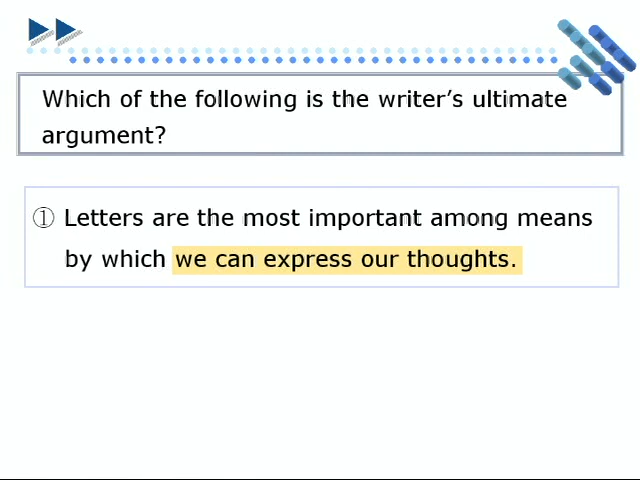 Which of the following is the writer's ultimate
argument?
① Letters are the most important among means
by which we can express our thoughts.